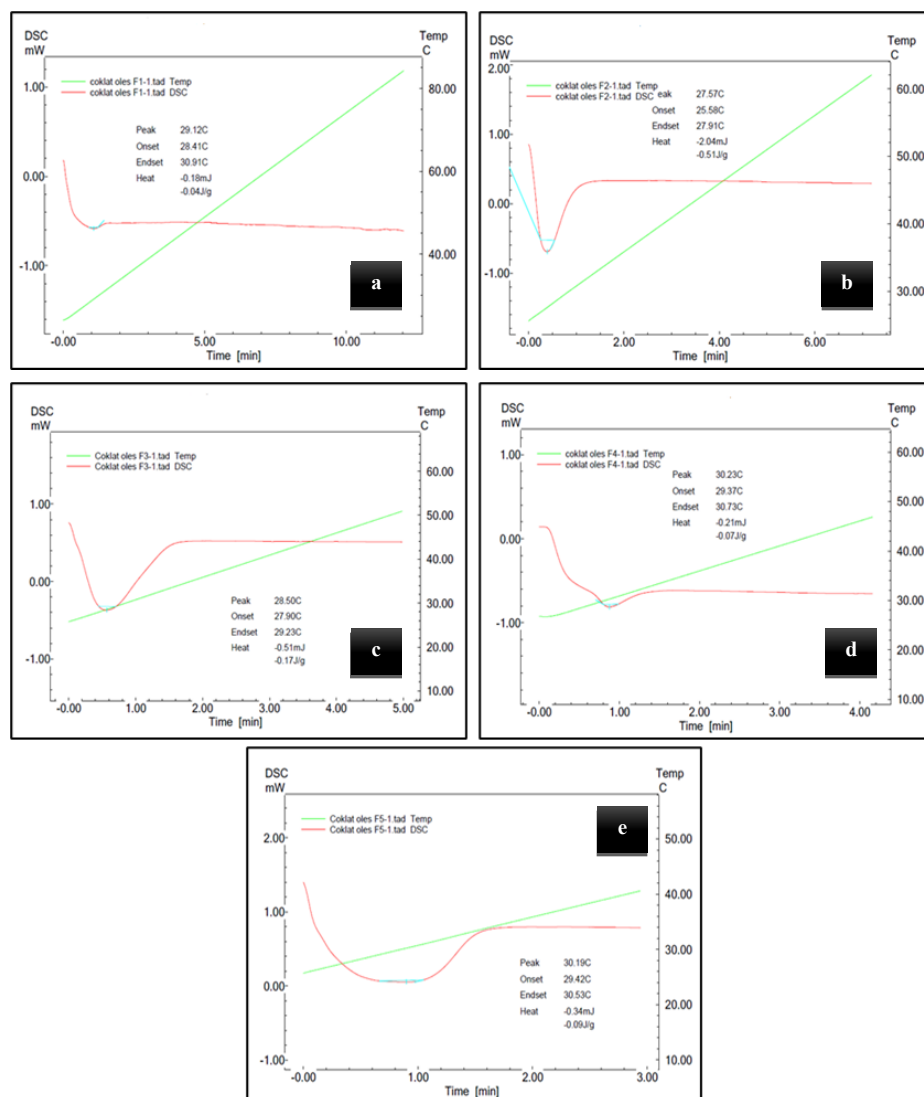 DSC
mW
Temp
C
coklat oles F1-1.tad Temp
coklat oles F1-1.tad DSC
Peak 29.12C
Onset 28.41C
Endset 30.91C
Heat -0.18mJ
-0.04J/g
1.00
0.00
-1.00
80.00
60.00
40.00
-0.00 5.00 10.00
Time [min]
a
DSC
mW
Temp
C
2.00
coklat oles F2-1.tad Temp
coklat oles F2-1.tad DSC
eak 27.57C
Onset 25.58C
Endset 27.91C
Heat -2.04mJ
-0.51J/g
1.00
0.00
-1.00
60.00
50.00
40.00
30.00
-0.00 2.00 4.00 6.00
Time [min]
b
DSC
mW
Temp
C
Coklat oles F3-1.tad Temp
Coklat oles F3-1.tad DSC
1.00
0.00
-1.00
60.00
50.00
40.00
30.00
20.00
10.00
Peak 28.50C
Onset 27.90C
Endset 29.23C
Heat -0.51mJ
-0.17J/g
-0.00 1.00 2.00 3.00 4.00 5.00
Time [min]
c
DSC
mW
Temp
C
coklat oles F4-1.tad Temp
coklat oles F4-1.tad DSC
Peak 30.23C
Onset 29.37C
Endset 30.73C
Heat -0.21mJ
-0.07J/g
1.00
0.00
-1.00
60.00
50.00
40.00
30.00
20.00
10.00
-0.00 1.00 2.00 3.00 4.00
Time [min]
d
DSC
mW
Temp
C
Coklat oles F5-1.tad Temp
Coklat oles F5-1.tad DSC
2.00
1.00
0.00
-1.00
50.00
40.00
30.00
20.00
10.00
Peak 30.19C
Onset 29.42C
Endset 30.53C
Heat -0.34mJ
-0.09J/g
-0.00 1.00 2.00 3.00
Time [min]
e